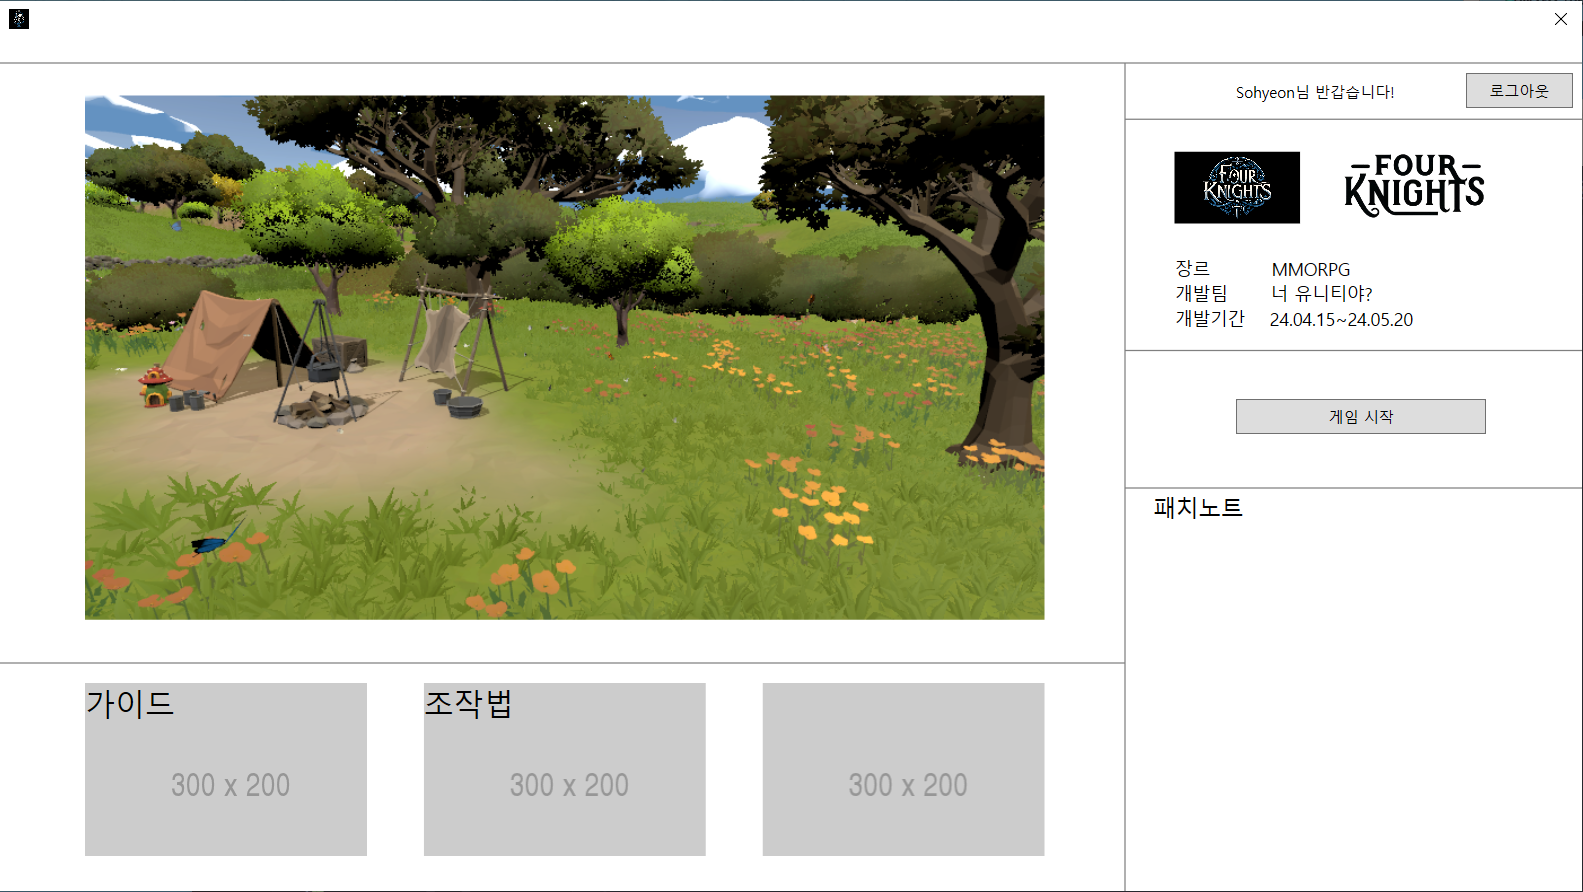 Sohyeon님 반갑습니다!
로그아웃
FOUR
KNIGHTS
FOUR
KNIGHTS
장르 MMORPG
개발팀 너 유니티야?
개발기간 24.04.15~24.05.20
게임 시작
패치노트
가이드
300 x 200
조작법
300 x 200
300 x 200